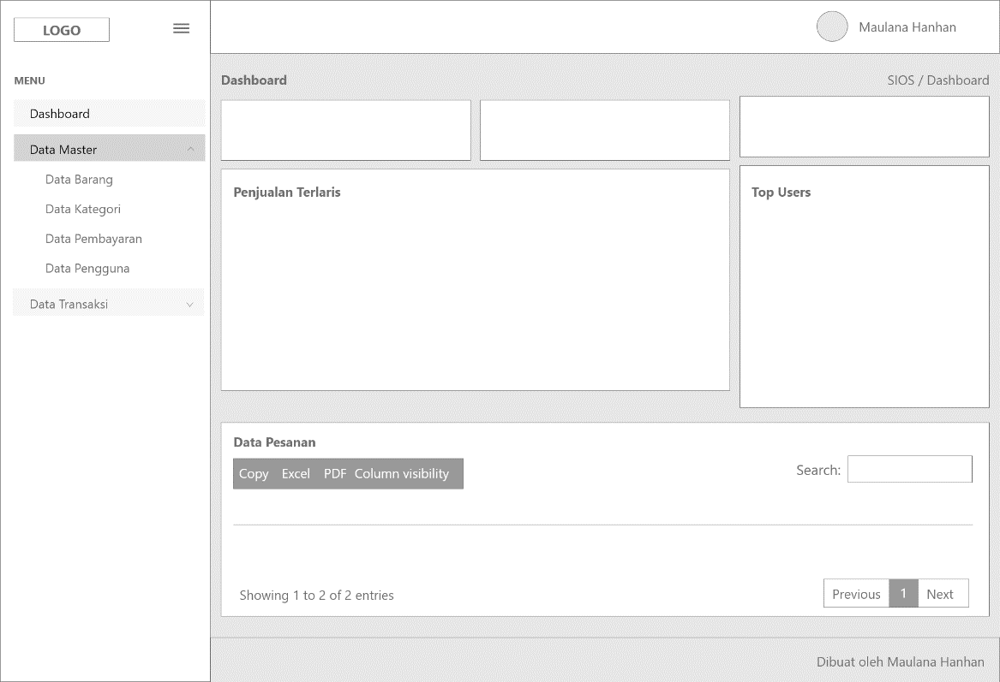 LOGO
Maulana Hanhan
MENU
Dashboard
Data Master
Data Barang
Data Kategori
Data Pembayaran
Data Pengguna
Data Transaksi
Dashboard
SIOS / Dashboard
Penjualan Terlaris
Top Users
Data Pesanan
Copy Excel PDF Column visibility
Search:
Showing 1 to 2 of 2 entries
Previous 1 Next
Dibuat oleh Maulana Hanhan